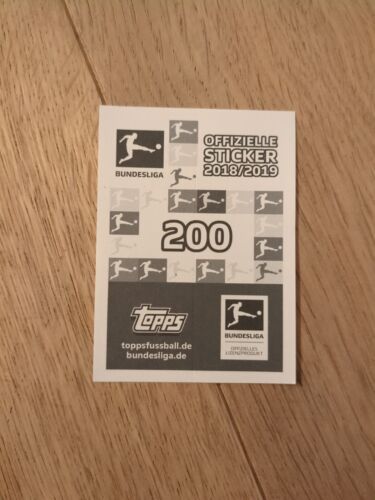 BUNDESLIGA
OFFIZIELLE
STICKER
2018/2019
200
topps
toppsfussball.de
bundesliga.de
BUNDESLIGA
OFFIZIELLES
LIZENZPRODUKT